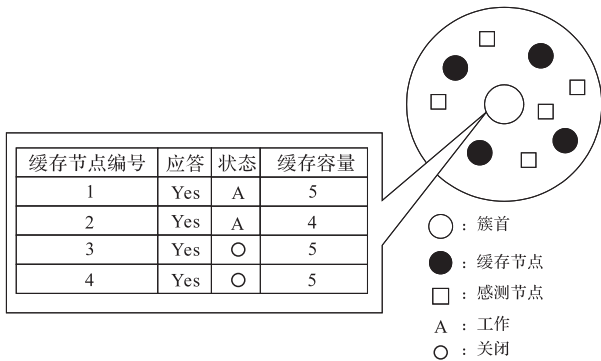 缓存节点编号 应答 状态 缓存容量
1 Yes A 5
2 Yes A 4
3 Yes O 5
4 Yes O 5
：簇首
：缓存节点
：感测节点
A ：工作
O ：关闭